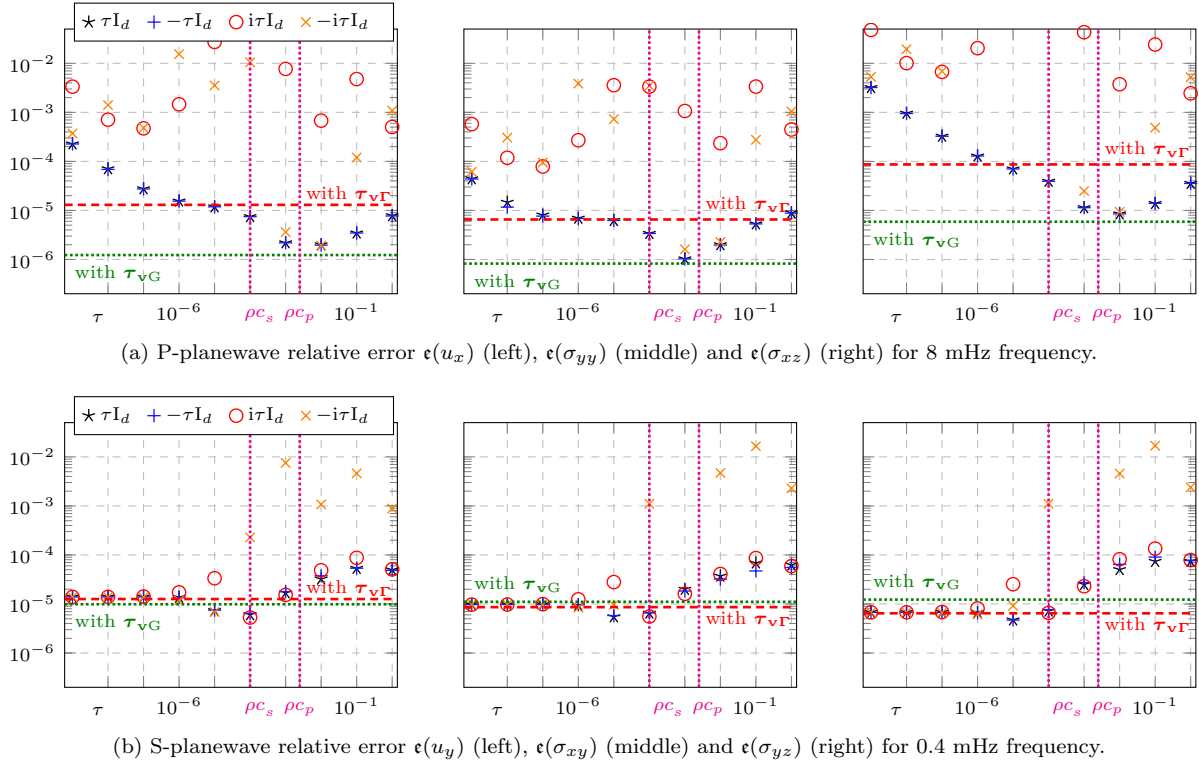 τI_d −τI_d iτI_d −iτI_d
10^−2
10^−3
10^−4
10^−5
10^−6
with τ_vΓ
with τ_vG
τ 10^−6 ρc_s ρc_p 10^−1
with τ_vΓ
with τ_vG
τ 10^−6 ρc_s ρc_p 10^−1
with τ_vΓ
with τ_vG
τ 10^−6 ρc_s ρc_p 10^−1
(a) P-planewave relative error 𝔢(u_x) (left), 𝔢(σ_yy) (middle) and 𝔢(σ_xz) (right) for 8 mHz frequency.
τI_d −τI_d iτI_d −iτI_d
10^−2
10^−3
10^−4
10^−5
10^−6
with τ_vΓ
with τ_vG
τ 10^−6 ρc_s ρc_p 10^−1
with τ_vG
with τ_vΓ
τ 10^−6 ρc_s ρc_p 10^−1
with τ_vG
with τ_vΓ
τ 10^−6 ρc_s ρc_p 10^−1
(b) S-planewave relative error 𝔢(u_y) (left), 𝔢(σ_xy) (middle) and 𝔢(σ_yz) (right) for 0.4 mHz frequency.